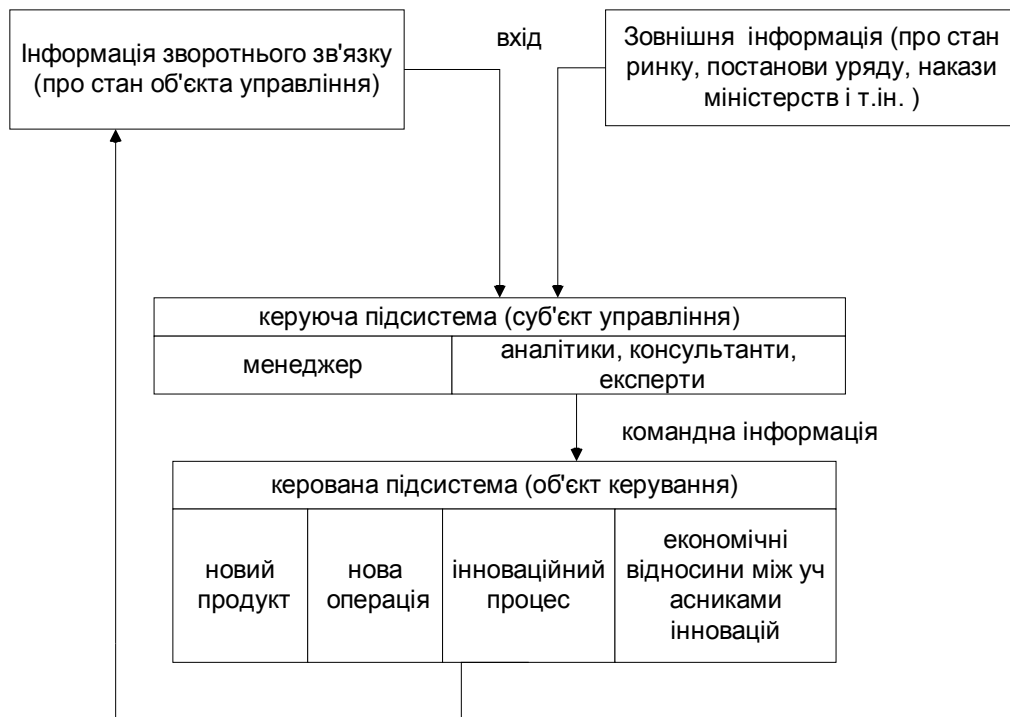 Інформація зворотнього зв'язку
(про стан об'єкта управління)
вхід
Зовнішня інформація (про стан
ринку, постанови уряду, накази
міністерств і т.ін. )
керуюча підсистема (суб'єкт управління)
менеджер
аналітики, консультанти,
експерти
командна інформація
керована підсистема (об'єкт керування)
новий
продукт
нова
операція
інноваційний
процес
економічні
відносини між уч
асниками
інновацій